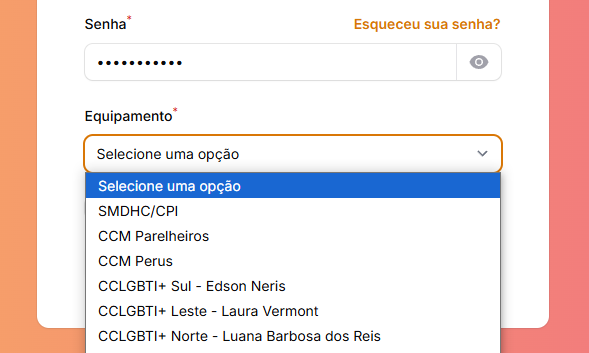 Senha*
Esqueceu sua senha?
•••••••••••
Equipamento*
Selecione uma opção
Selecione uma opção
SMDHC/CPI
CCM Parelheiros
CCM Perus
CCLGBTI+ Sul - Edson Neris
CCLGBTI+ Leste - Laura Vermont
CCLGBTI+ Norte - Luana Barbosa dos Reis